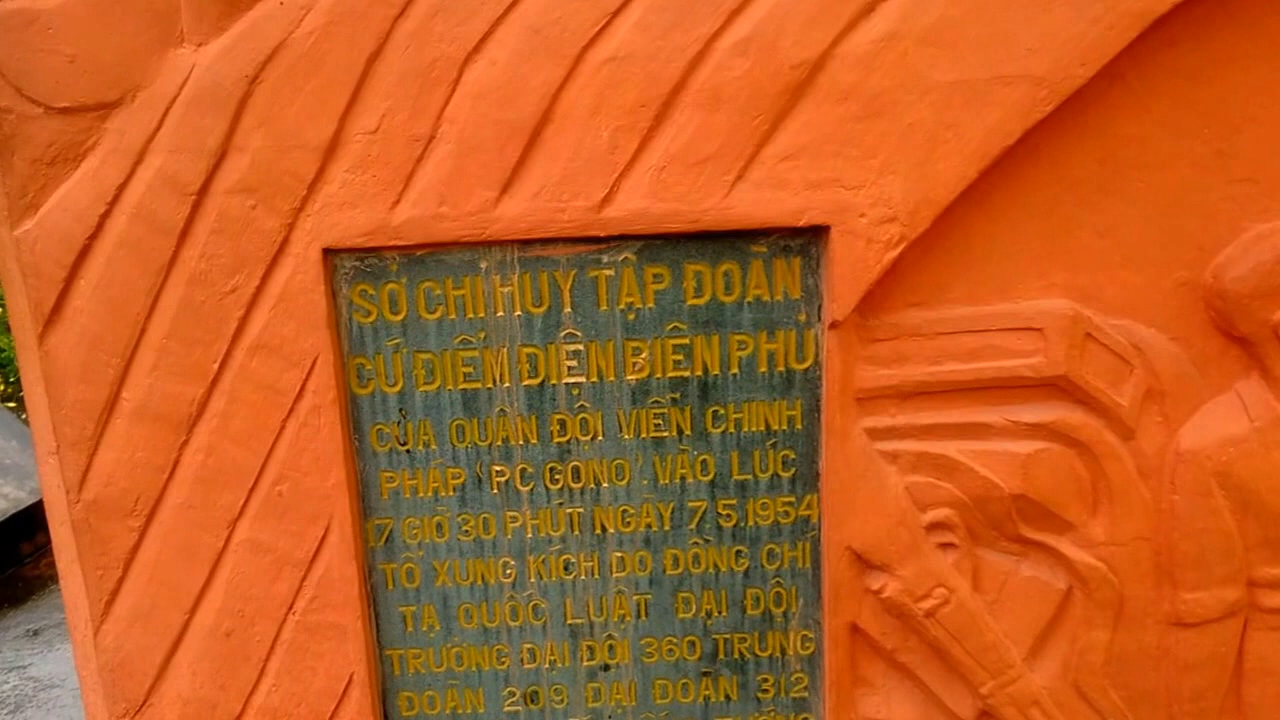 SỞ CHỈ HUY TẬP ĐOÀN
CỨ ĐIỂM ĐIỆN BIÊN PHỦ
CỦA QUÂN ĐỘI VIỄN CHINH
PHÁP 'PC GONO'. VÀO LÚC
17 GIỜ 30 PHÚT NGÀY 7.5.1954
TỔ XUNG KÍCH DO ĐỒNG CHÍ
TẠ QUỐC LUẬT ĐẠI ĐỘI
TRƯỞNG ĐẠI ĐỘI 360 TRUNG
ĐOÀN 209 ĐẠI ĐOÀN 312